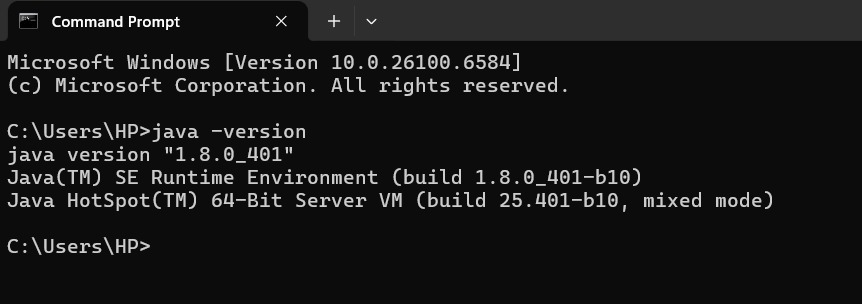 Command Prompt
Microsoft Windows [Version 10.0.26100.6584]
(c) Microsoft Corporation. All rights reserved.
C:\Users\HP>java -version
java version "1.8.0_401"
Java(TM) SE Runtime Environment (build 1.8.0_401-b10)
Java HotSpot(TM) 64-Bit Server VM (build 25.401-b10, mixed mode)
C:\Users\HP>